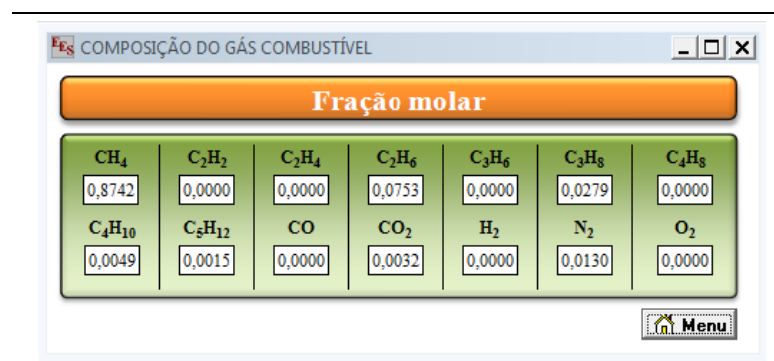 EES COMPOSIÇÃO DO GÁS COMBUSTÍVEL
Fração molar
CH₄ C₂H₂ C₂H₄ C₂H₆ C₃H₆ C₃H₈ C₄H₈
0,8742 0,0000 0,0000 0,0753 0,0000 0,0279 0,0000
C₄H₁₀ C₅H₁₂ CO CO₂ H₂ N₂ O₂
0,0049 0,0015 0,0000 0,0032 0,0000 0,0130 0,0000
Menu